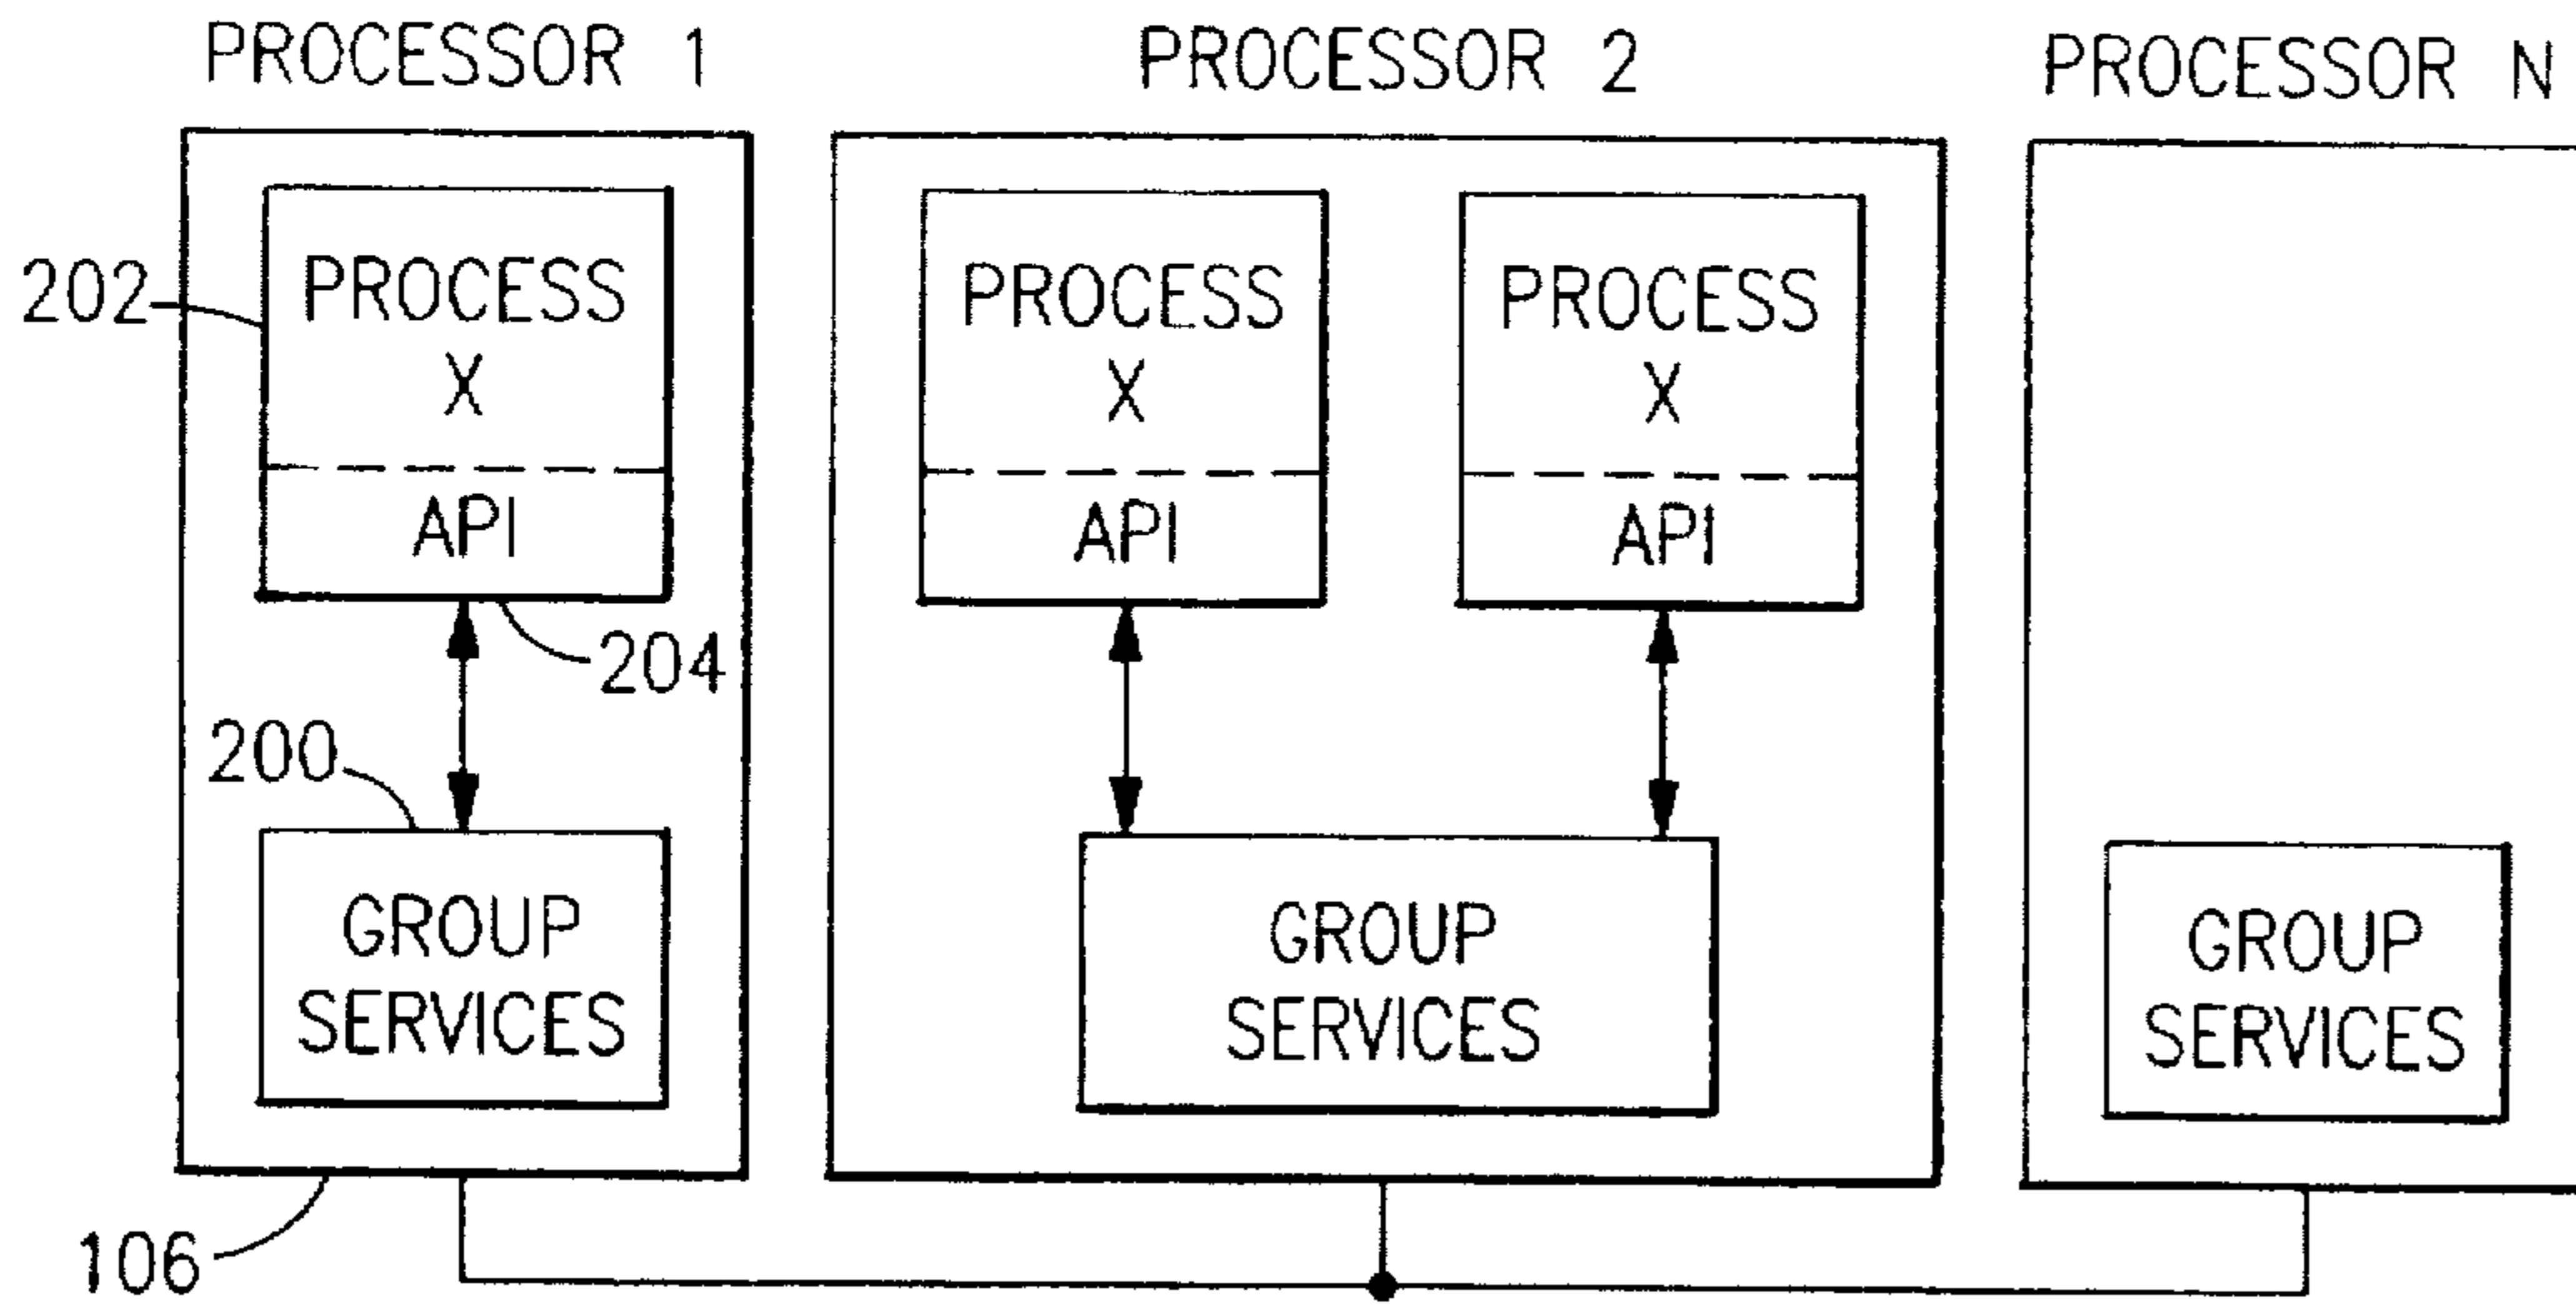 PROCESSOR 1
PROCESSOR 2
PROCESSOR N
202
PROCESS
X
API
204
200
GROUP
SERVICES
106
PROCESS
X
API
PROCESS
X
API
GROUP
SERVICES
GROUP
SERVICES